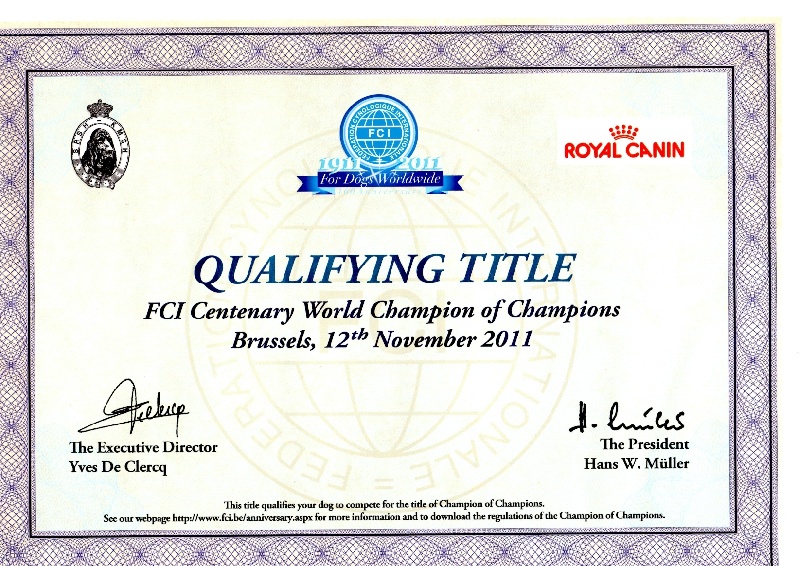 S.R.S.H. K.M.S.H.
FÉDÉRATION CYNOLOGIQUE INTERNATIONALE
FCI
1911 2011
For Dogs Worldwide
ROYAL CANIN
QUALIFYING TITLE
FCI Centenary World Champion of Champions
Brussels, 12th November 2011
The Executive Director
Yves De Clercq
The President
Hans W. Müller
This title qualifies your dog to compete for the title of Champion of Champions.
See our webpage http://www.fci.be/anniversary.aspx for more information and to download the regulations of the Champion of Champions.